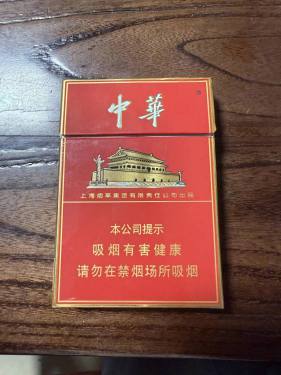 中華
上海烟草集团有限责任公司出品
本公司提示
吸烟有害健康
请勿在禁烟场所吸烟